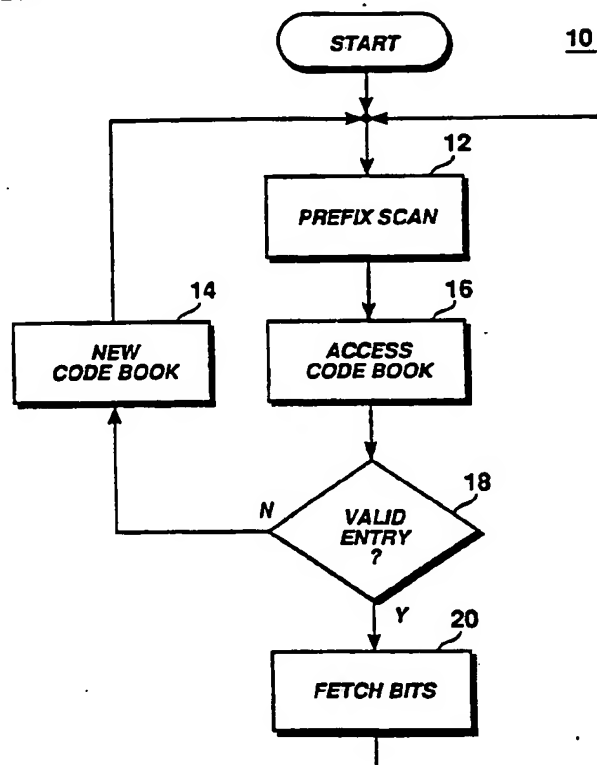 START
10
12
PREFIX SCAN
14
NEW
CODE BOOK
16
ACCESS
CODE BOOK
18
N
VALID
ENTRY
?
Y
20
FETCH BITS